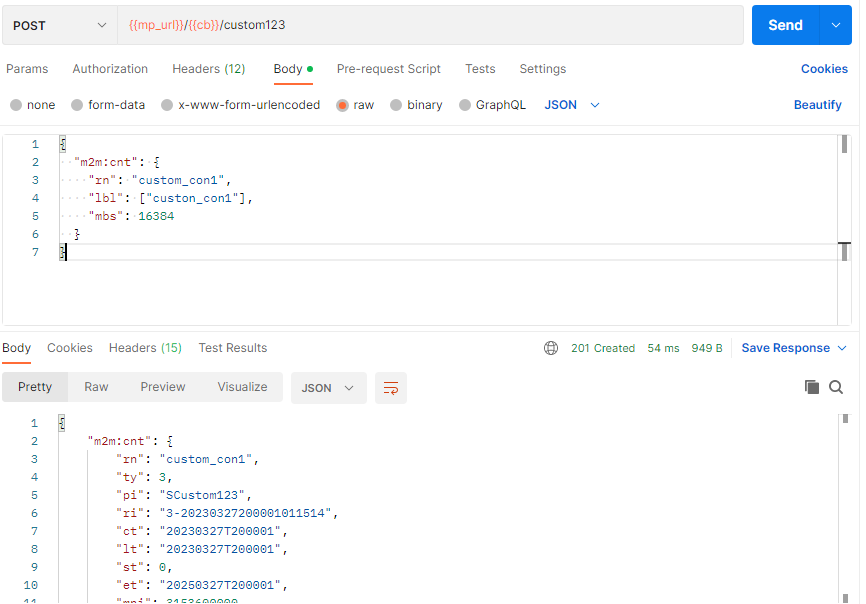 POST {{mp_url}}/{{cb}}/custom123 Send
Params Authorization Headers (12) Body Pre-request Script Tests Settings Cookies
none form-data x-www-form-urlencoded raw binary GraphQL JSON Beautify
1 {
2 "m2m:cnt": {
3 "rn": "custom_con1",
4 "lbl": ["custon_con1"],
5 "mbs": 16384
6 }
7 }
Body Cookies Headers (15) Test Results 201 Created 54 ms 949 B Save Response
Pretty Raw Preview Visualize JSON
1 {
2 "m2m:cnt": {
3 "rn": "custom_con1",
4 "ty": 3,
5 "pi": "SCustom123",
6 "ri": "3-20230327200001011514",
7 "ct": "20230327T200001",
8 "lt": "20230327T200001",
9 "st": 0,
10 "et": "20250327T200001",
11 "mni": 3153600000